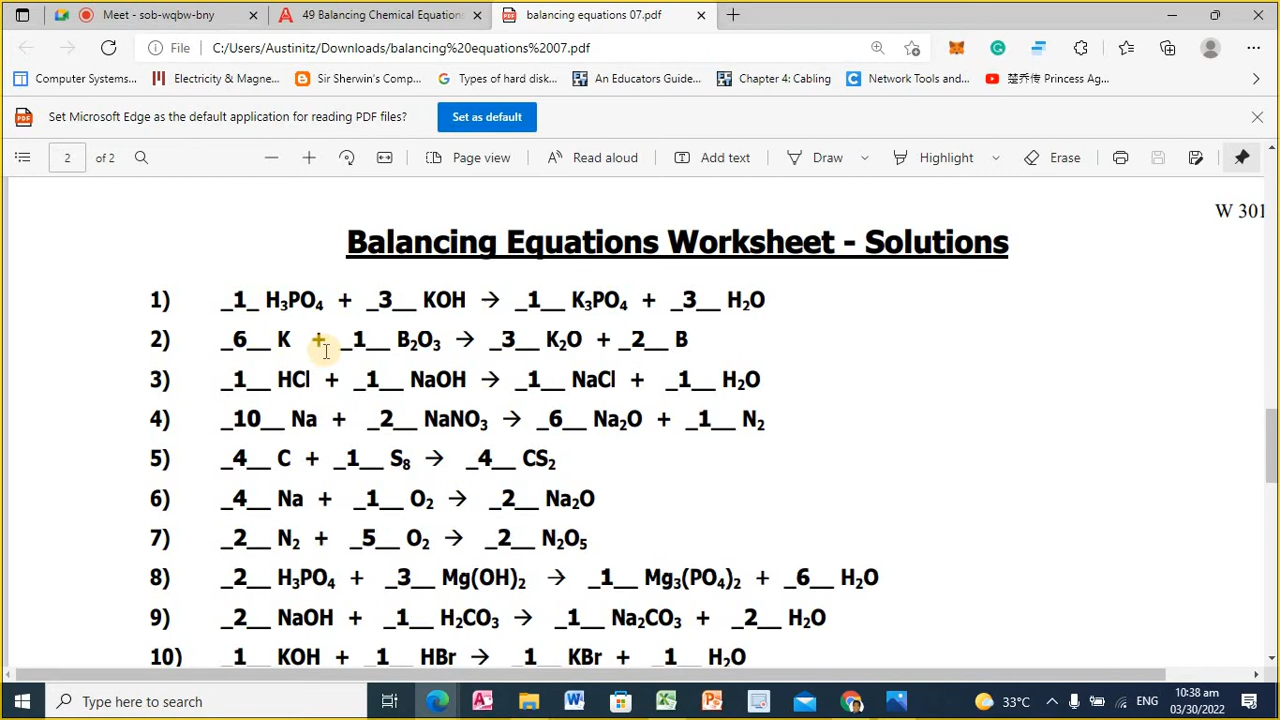 Meet - sob-wqbw-bny
49 Balancing Chemical Equations
balancing equations 07.pdf
File C:/Users/Austinitz/Downloads/balancing%20equations%2007.pdf
Computer Systems... Electricity & Magne... Sir Sherwin's Comp... Types of hard disk... An Educators Guide... Chapter 4: Cabling Network Tools and... 楚乔传 Princess Ag...
Set Microsoft Edge as the default application for reading PDF files? Set as default
2 of 2 Page view Read aloud Add text Draw Highlight Erase
W 301
Balancing Equations Worksheet - Solutions
1) _1_ H₃PO₄ + _3__ KOH → _1__ K₃PO₄ + _3__ H₂O
2) _6__ K + _1__ B₂O₃ → _3__ K₂O + _2__ B
3) _1__ HCl + _1__ NaOH → _1__ NaCl + _1__ H₂O
4) _10__ Na + _2__ NaNO₃ → _6__ Na₂O + _1__ N₂
5) _4__ C + _1__ S₈ → _4__ CS₂
6) _4__ Na + _1__ O₂ → _2__ Na₂O
7) _2__ N₂ + _5__ O₂ → _2__ N₂O₅
8) _2__ H₃PO₄ + _3__ Mg(OH)₂ → _1__ Mg₃(PO₄)₂ + _6__ H₂O
9) _2__ NaOH + _1__ H₂CO₃ → _1__ Na₂CO₃ + _2__ H₂O
10) _1__ KOH + _1__ HBr → _1__ KBr + _1__ H₂O
Type here to search
33°C ENG 10:38 am
03/30/2022